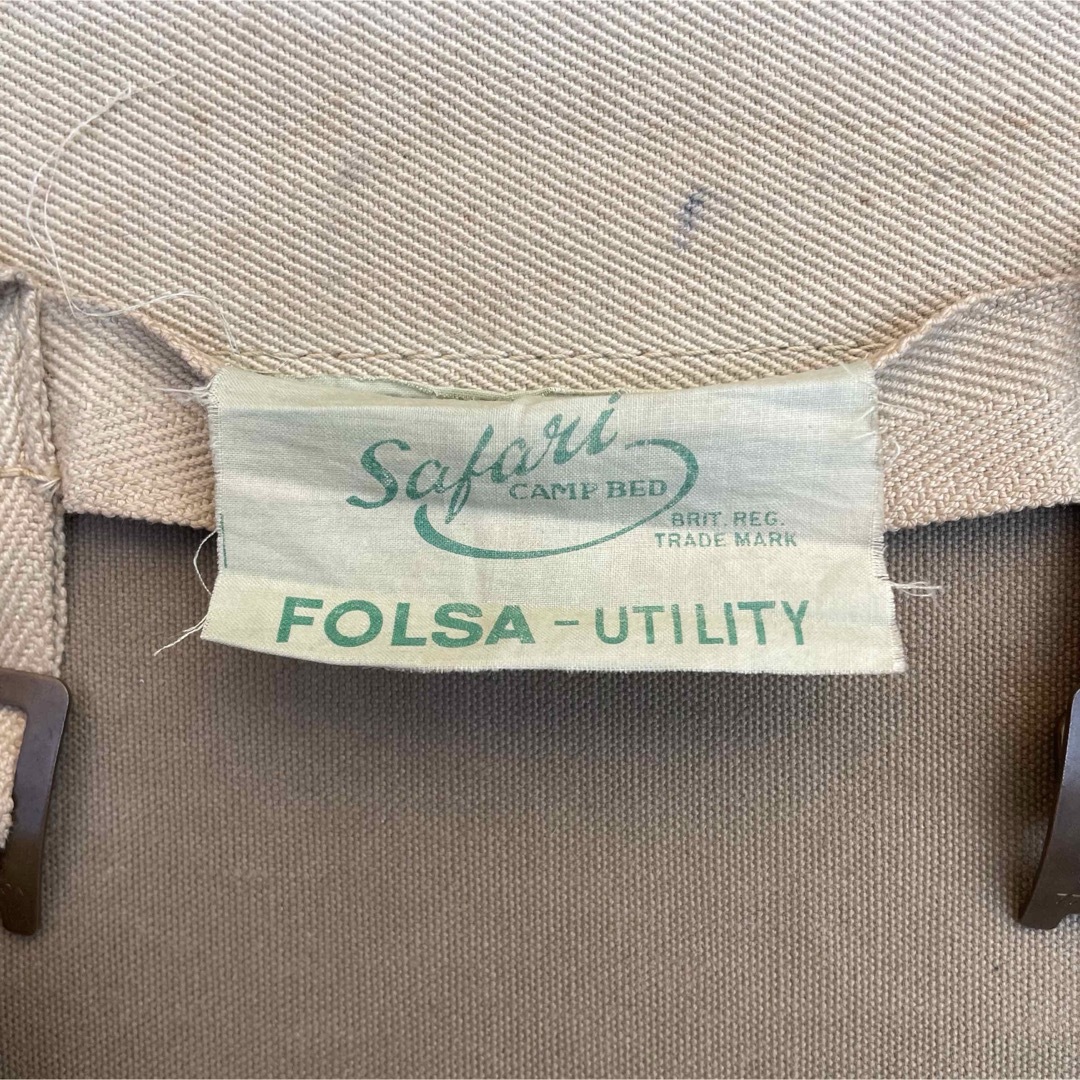 Safari
CAMP BED
BRIT. REG.
TRADE MARK
FOLSA - UTILITY